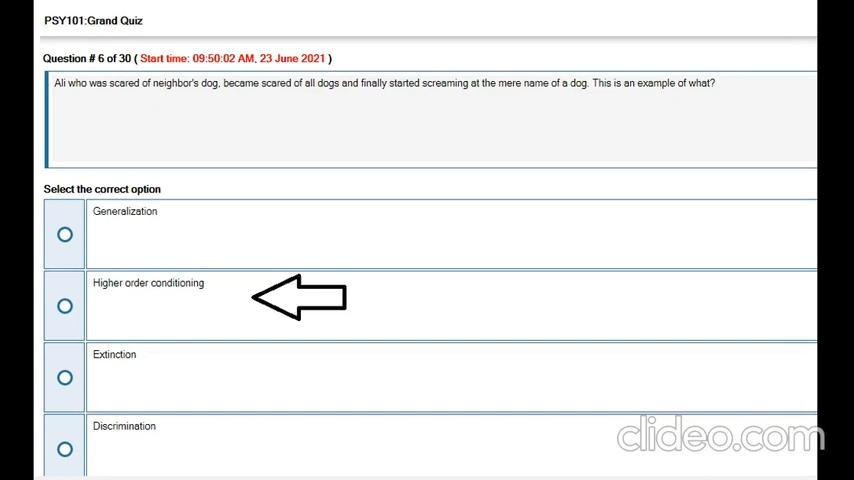 PSY101:Grand Quiz
Question # 6 of 30 ( Start time: 09:50:02 AM, 23 June 2021 )
Ali who was scared of neighbor's dog, became scared of all dogs and finally started screaming at the mere name of a dog. This is an example of what?
Select the correct option
Generalization
Higher order conditioning
Extinction
Discrimination
clideo.com